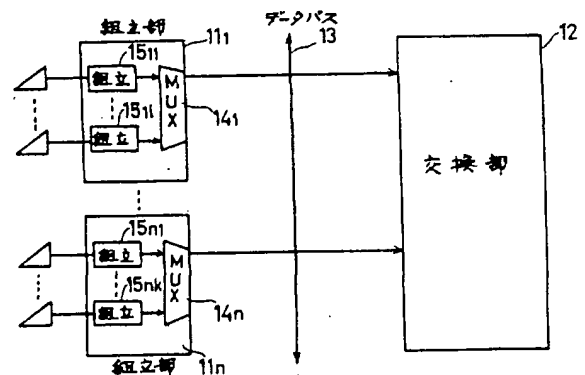 組立部
11₁
データバス
13
12
組立
15₁₁
MUX
14₁
組立
15₁ₗ
交換部
組立
15ₙ₁
MUX
14ₙ
組立
15ₙₖ
組立部
11ₙ